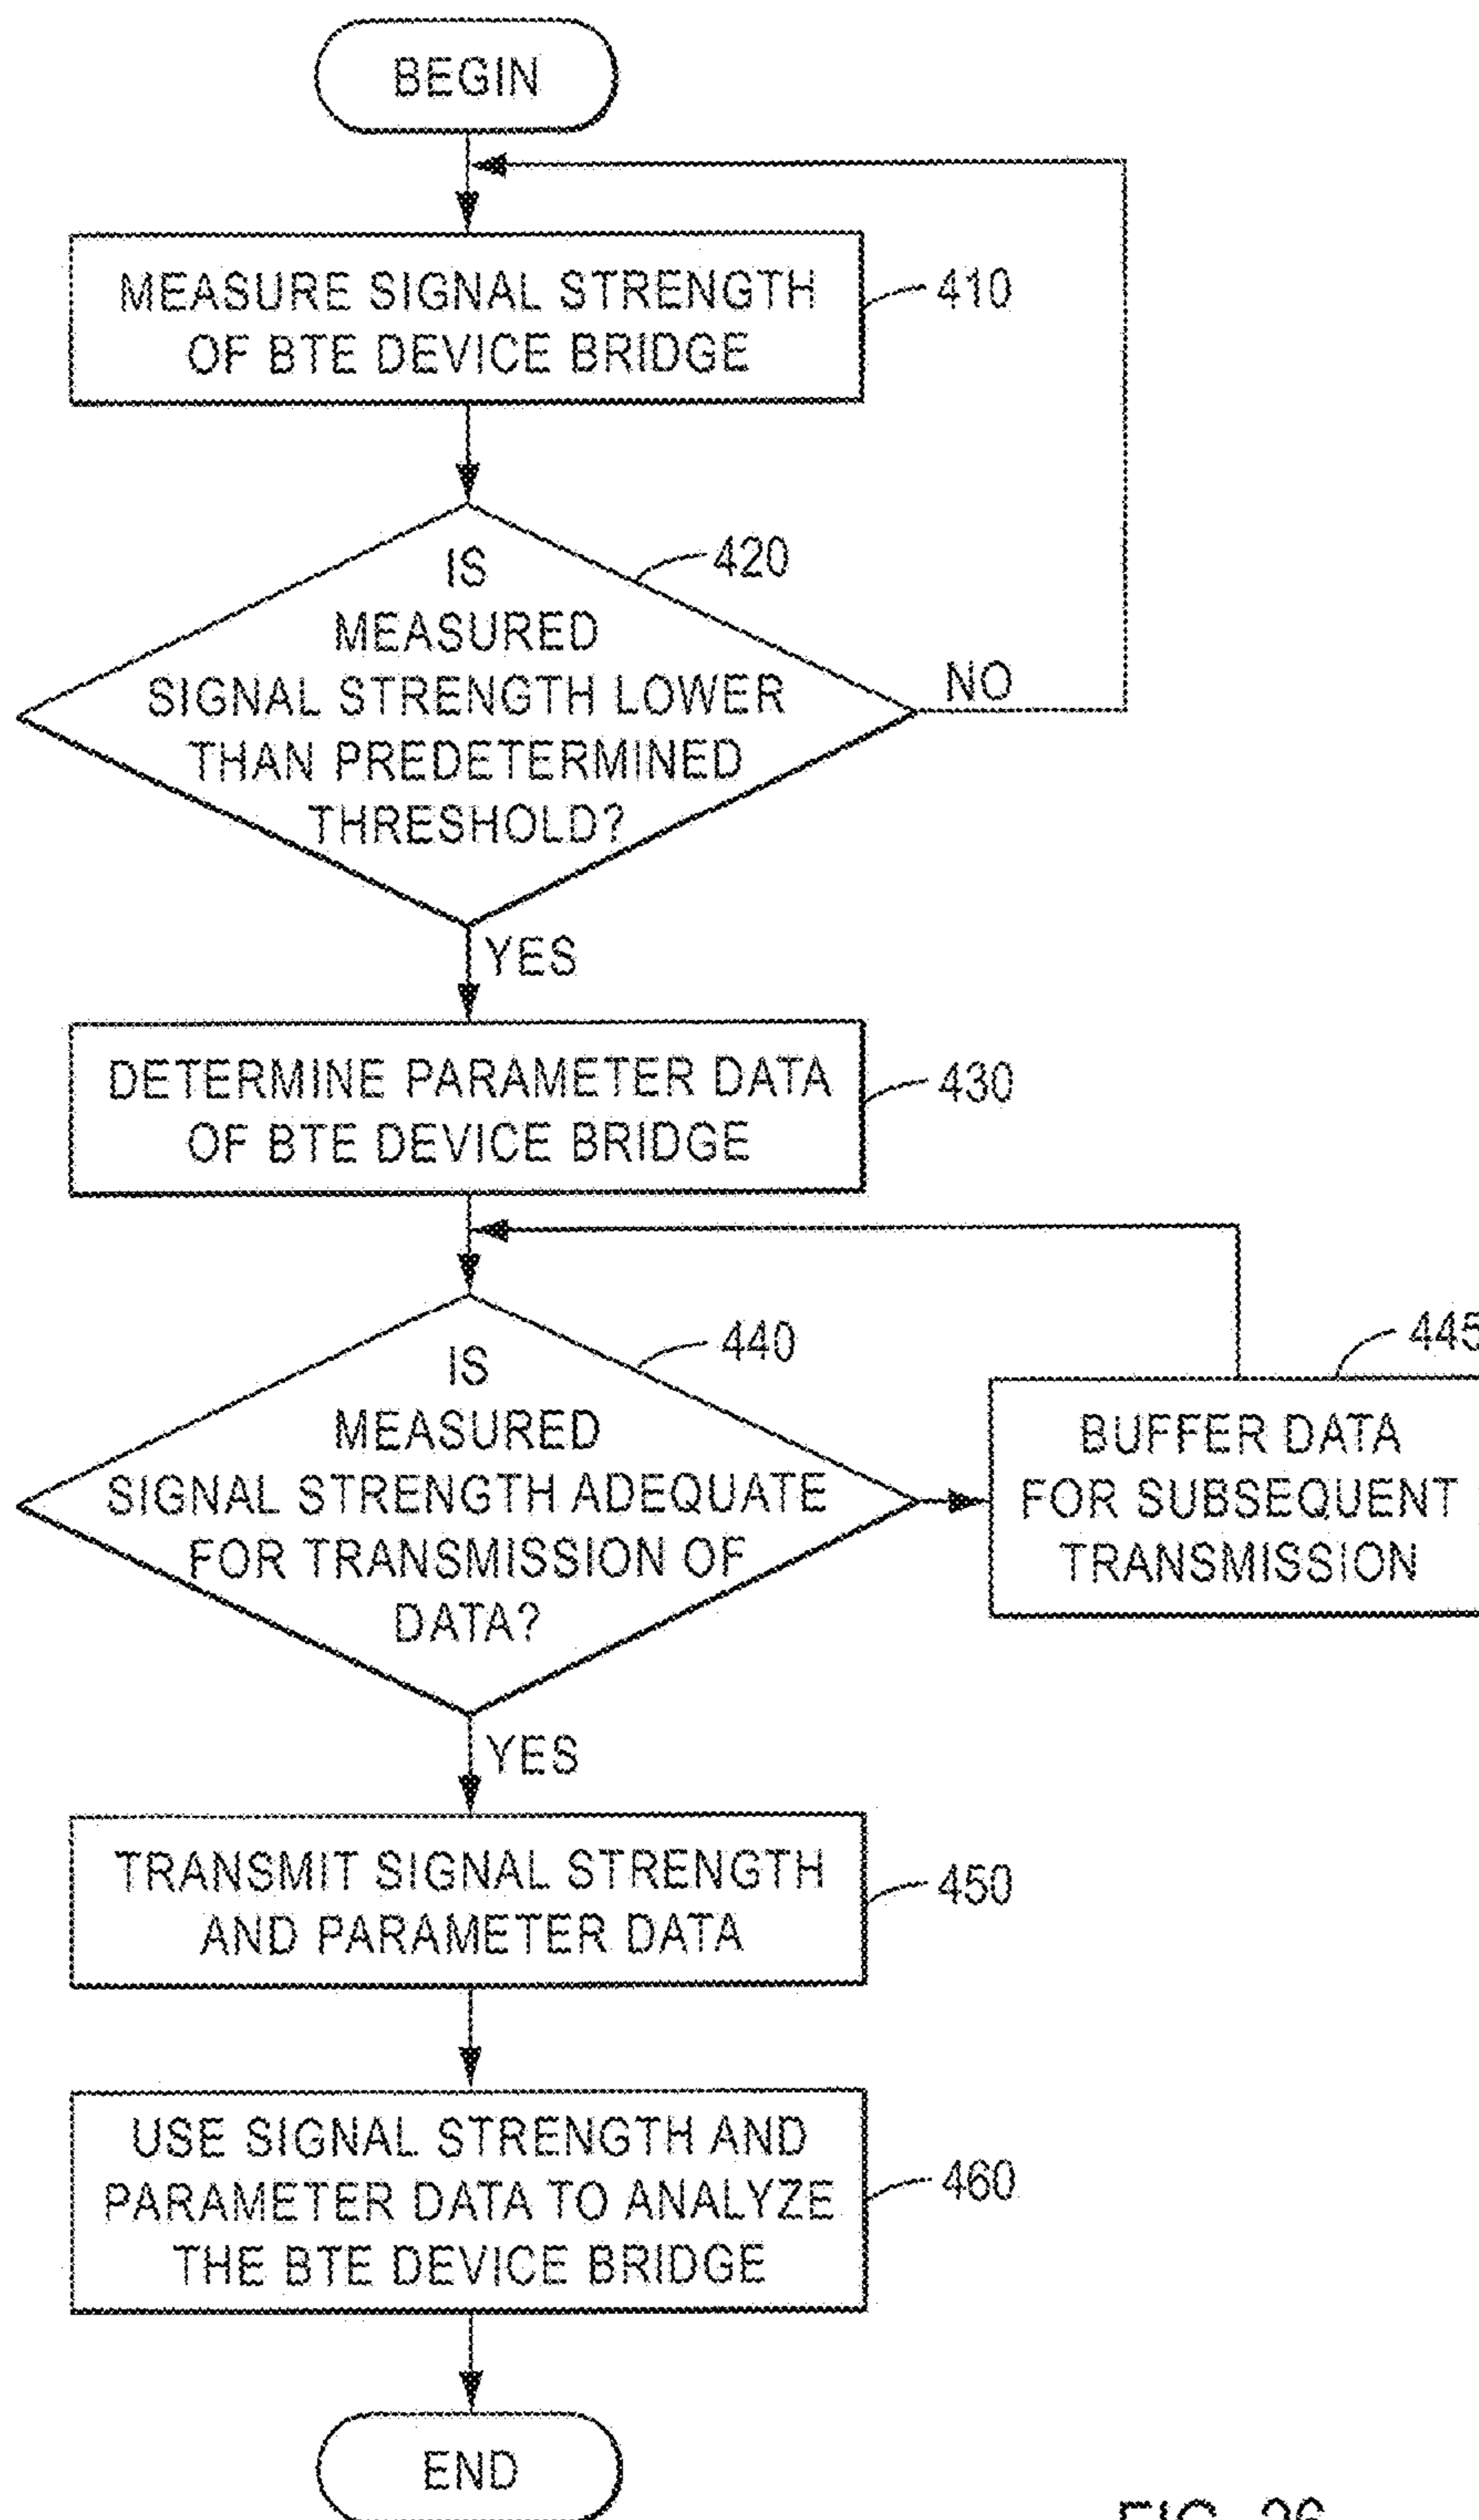 BEGIN
MEASURE SIGNAL STRENGTH
OF BTE DEVICE BRIDGE
410
IS
MEASURED
SIGNAL STRENGTH LOWER
THAN PREDETERMINED
THRESHOLD?
420
NO
YES
DETERMINE PARAMETER DATA
OF BTE DEVICE BRIDGE
430
IS
MEASURED
SIGNAL STRENGTH ADEQUATE
FOR TRANSMISSION OF
DATA?
440
445
BUFFER DATA
FOR SUBSEQUENT
TRANSMISSION
YES
TRANSMIT SIGNAL STRENGTH
AND PARAMETER DATA
450
USE SIGNAL STRENGTH AND
PARAMETER DATA TO ANALYZE
THE BTE DEVICE BRIDGE
460
END